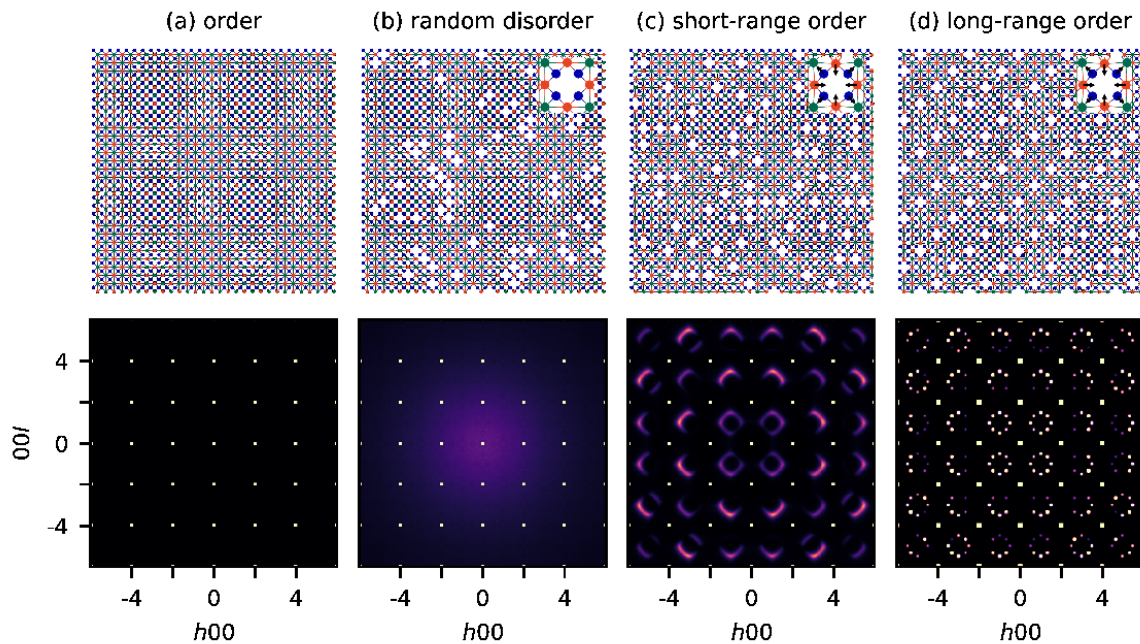 (a) order
(b) random disorder
(c) short-range order
(d) long-range order
4
0
-4
00l
-4 0 4
-4 0 4
-4 0 4
-4 0 4
h00
h00
h00
h00